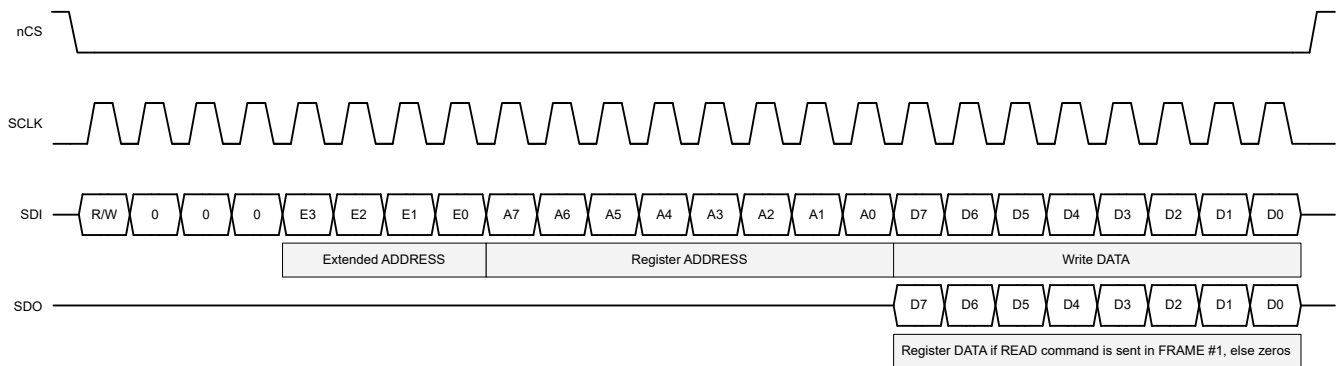 nCS
SCLK
SDI R/W 0 0 0 E3 E2 E1 E0 A7 A6 A5 A4 A3 A2 A1 A0 D7 D6 D5 D4 D3 D2 D1 D0
Extended ADDRESS Register ADDRESS Write DATA
SDO D7 D6 D5 D4 D3 D2 D1 D0
Register DATA if READ command is sent in FRAME #1, else zeros